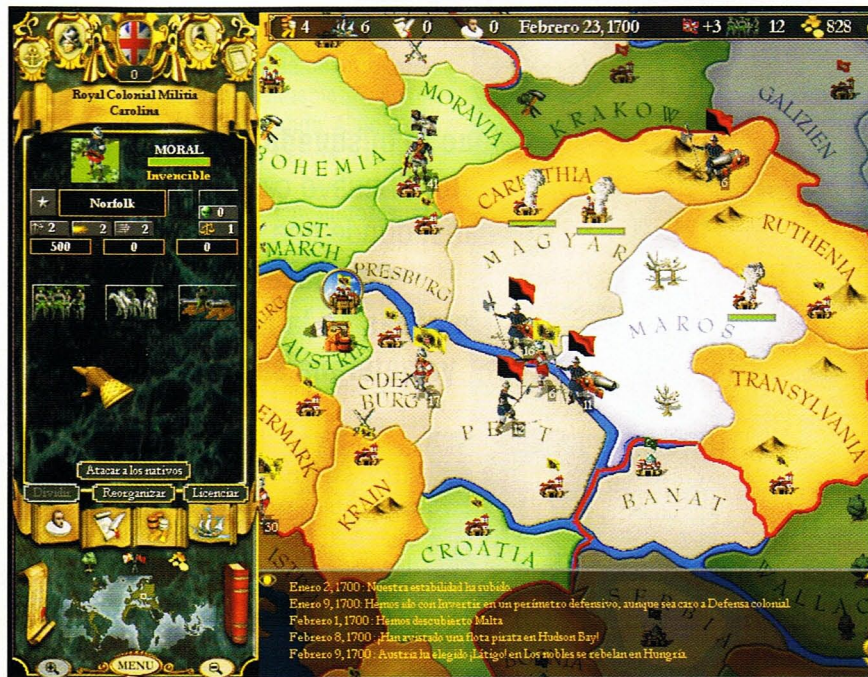 4 6 0 0 Febrero 23, 1700 +3 12 828
0
Royal Colonial Militia
Carolina
MORAL
Invencible
Norfolk
0
2 2 2 1
500 0 0
Atacar a los nativos
Dividir Reorganizar Licenciar
MENU
MORAVIA
BOHEMIA
KRAKOW
GALIZIEN
OST-
MARCH
PRESBURG
MAGYAR
RUTHENIA
AUSTRIA
MAROS
ODEN
BURG
TRANSYLVANIA
ERMARK
PEST
KRAIN
BANAT
30
IST
CROATIA
SERBIA
WALLA
Enero 2, 1700 : Nuestra estabilidad ha subido.
Enero 9, 1700: Hemos ido con Invertir en un perímetro defensivo, aunque sea caro a Defensa colonial.
Febrero 1, 1700 : Hemos descubierto Malta
Febrero 8, 1700 : ¡Han avistado una flota pirata en Hudson Bay!
Febrero 9, 1700 : Austria ha elegido ¡Látigo! en Los nobles se rebelan en Hungría.